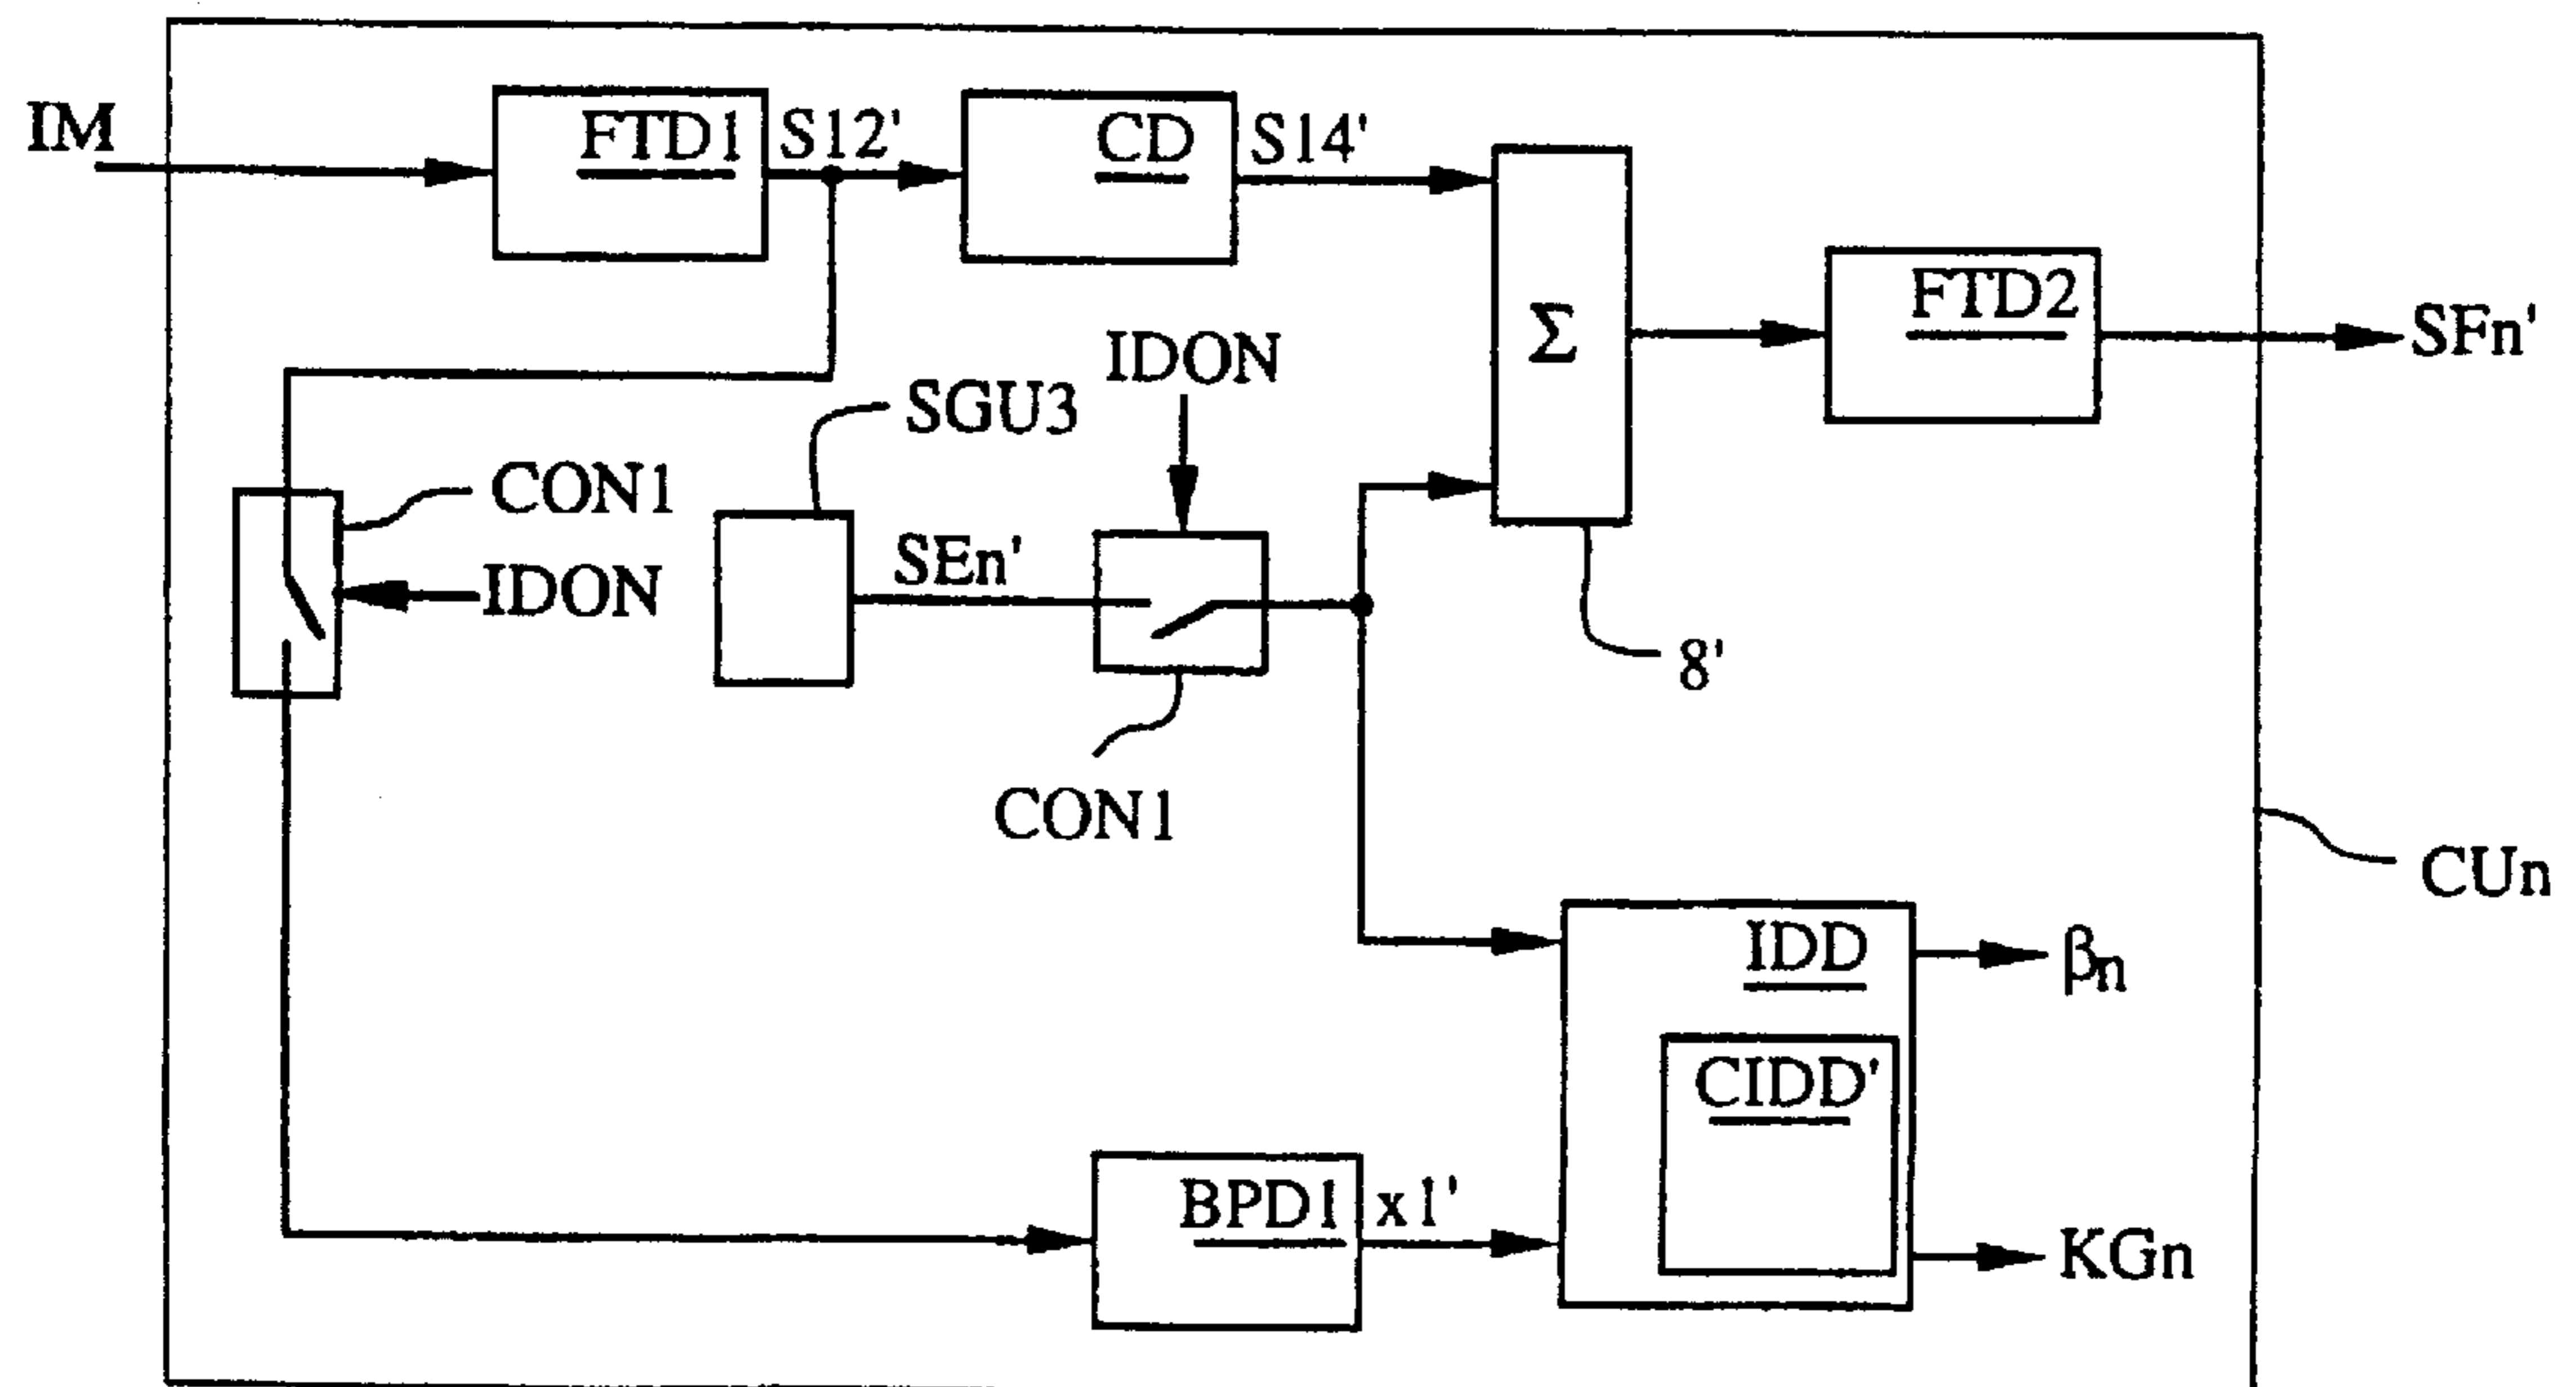 IM
FTD1
S12'
CD
S14'
Σ
FTD2
SFn'
IDON
SGU3
CON1
IDON
SEn'
8'
CON1
CUn
IDD
βn
CIDD'
BPD1
x1'
KGn